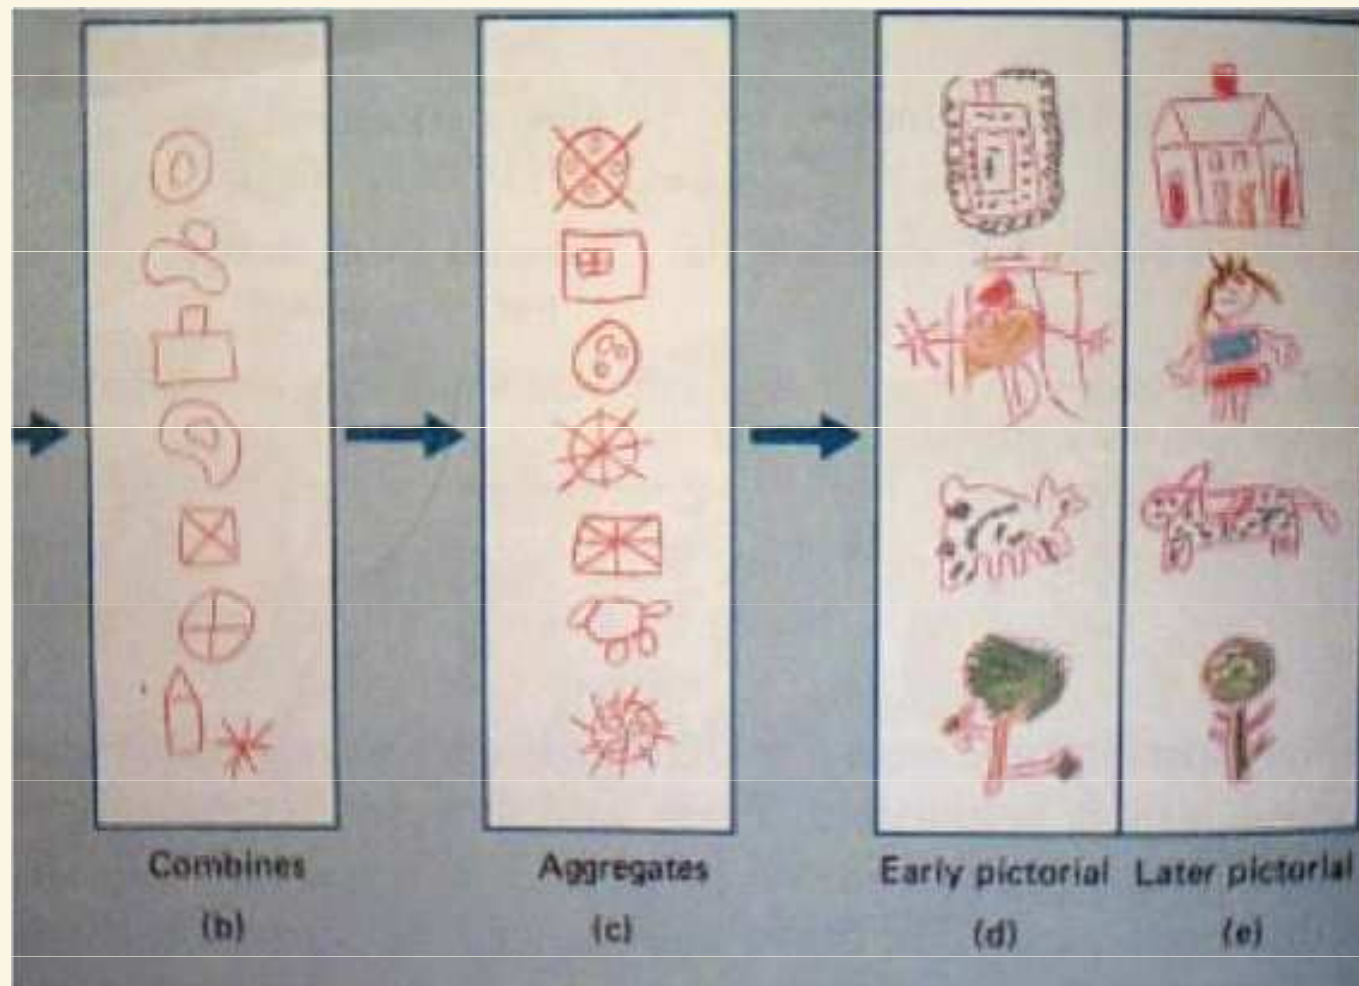 Combines
Aggregates
Early pictorial
Later pictorial
(b)
(c)
(d)
(e)